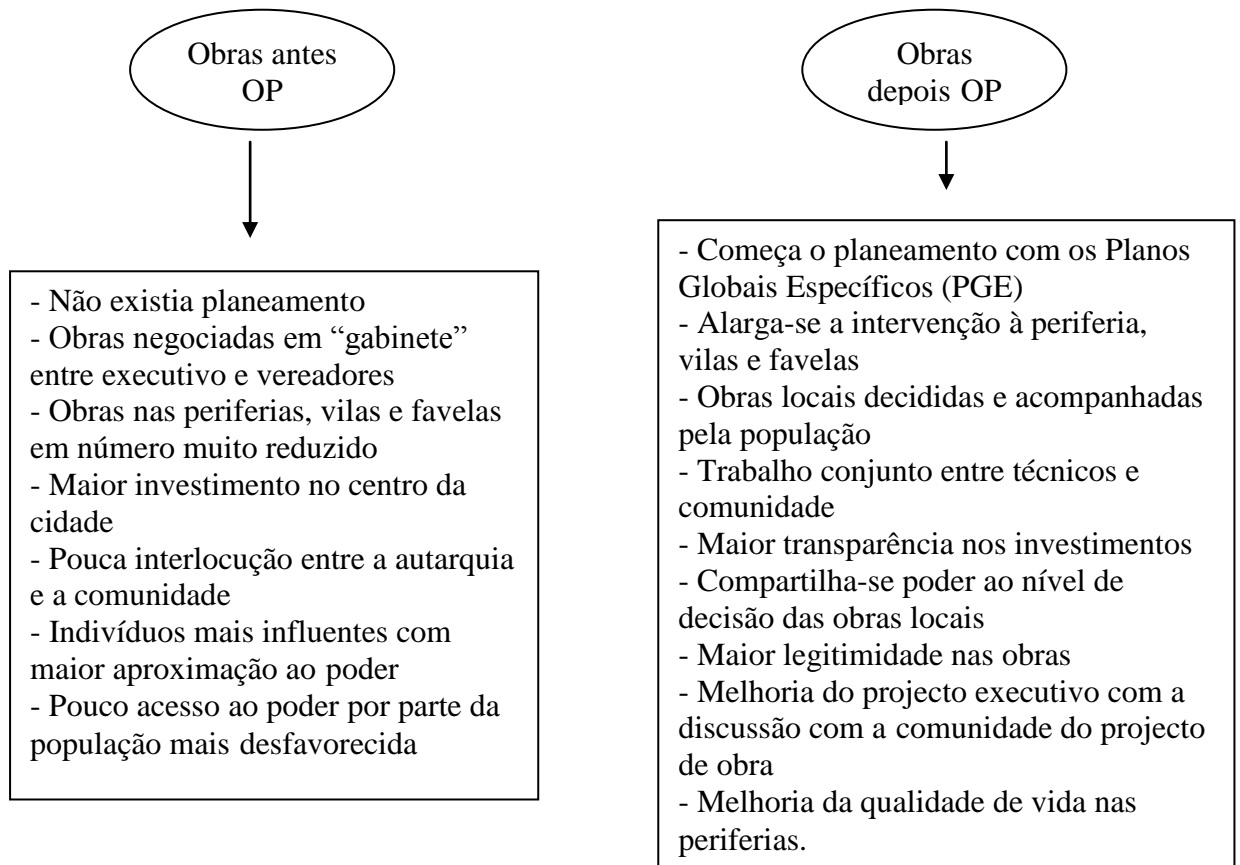 Obras antes
OP
- Não existia planeamento
- Obras negociadas em “gabinete”
entre executivo e vereadores
- Obras nas periferias, vilas e favelas
em número muito reduzido
- Maior investimento no centro da
cidade
- Pouca interlocução entre a autarquia
e a comunidade
- Indivíduos mais influentes com
maior aproximação ao poder
- Pouco acesso ao poder por parte da
população mais desfavorecida
Obras
depois OP
- Começa o planeamento com os Planos
Globais Específicos (PGE)
- Alarga-se a intervenção à periferia,
vilas e favelas
- Obras locais decididas e acompanhadas
pela população
- Trabalho conjunto entre técnicos e
comunidade
- Maior transparência nos investimentos
- Compartilha-se poder ao nível de
decisão das obras locais
- Maior legitimidade nas obras
- Melhoria do projecto executivo com a
discussão com a comunidade do projecto
de obra
- Melhoria da qualidade de vida nas
periferias.